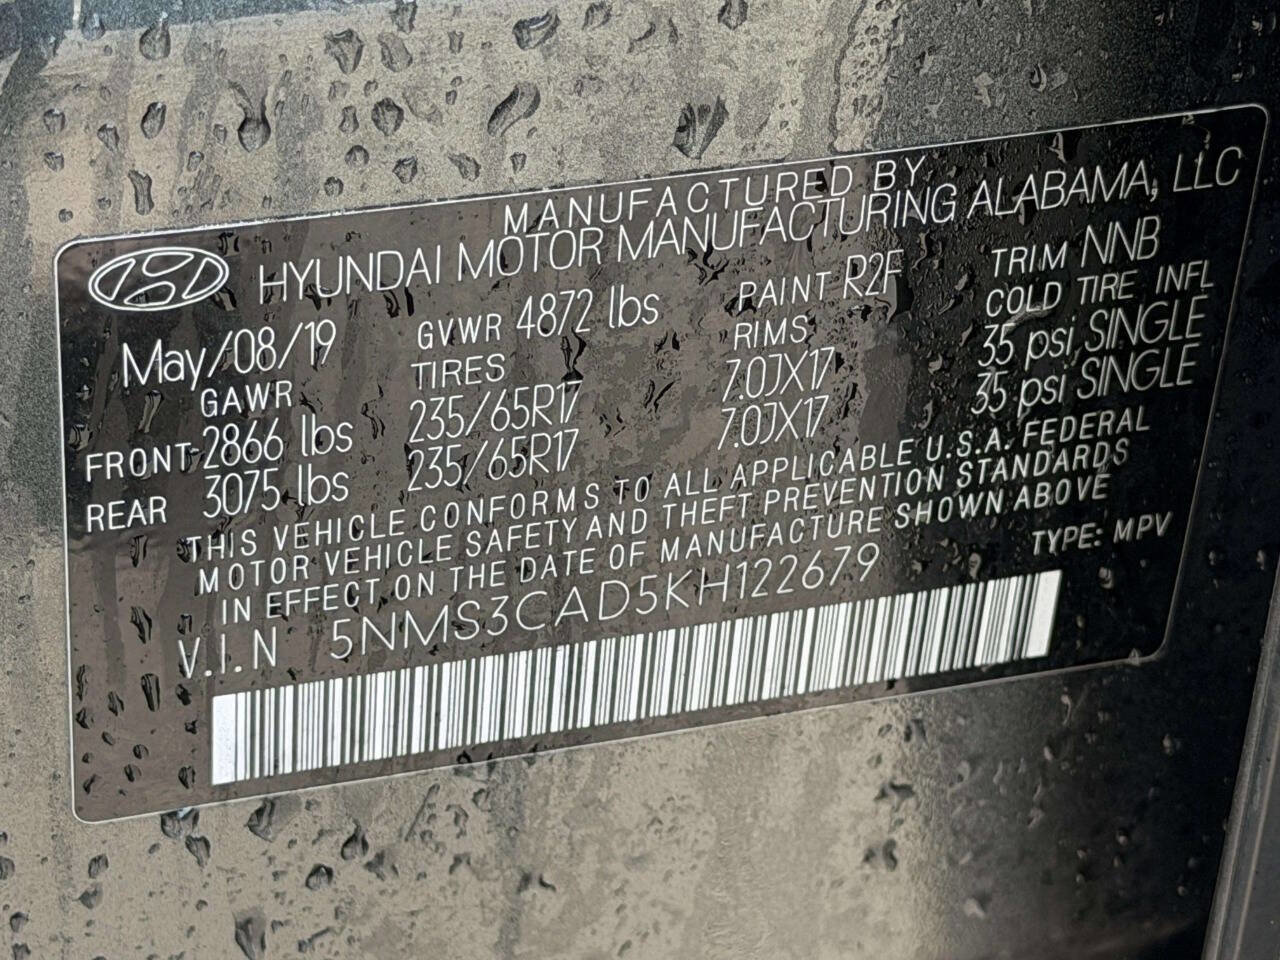 MANUFACTURED BY
HYUNDAI MOTOR MANUFACTURING ALABAMA, LLC
May/08/19 GVWR 4872 lbs PAINT R2F TRIM NNB
GAWR TIRES RIMS COLD TIRE INFL
FRONT 2866 lbs 235/65R17 7.0JX17 35 psi, SINGLE
REAR 3075 lbs 235/65R17 7.0JX17 35 psi SINGLE
THIS VEHICLE CONFORMS TO ALL APPLICABLE U.S.A. FEDERAL
MOTOR VEHICLE SAFETY AND THEFT PREVENTION STANDARDS
IN EFFECT ON THE DATE OF MANUFACTURE SHOWN ABOVE
V.I.N 5NMS3CAD5KH122679 TYPE: MPV